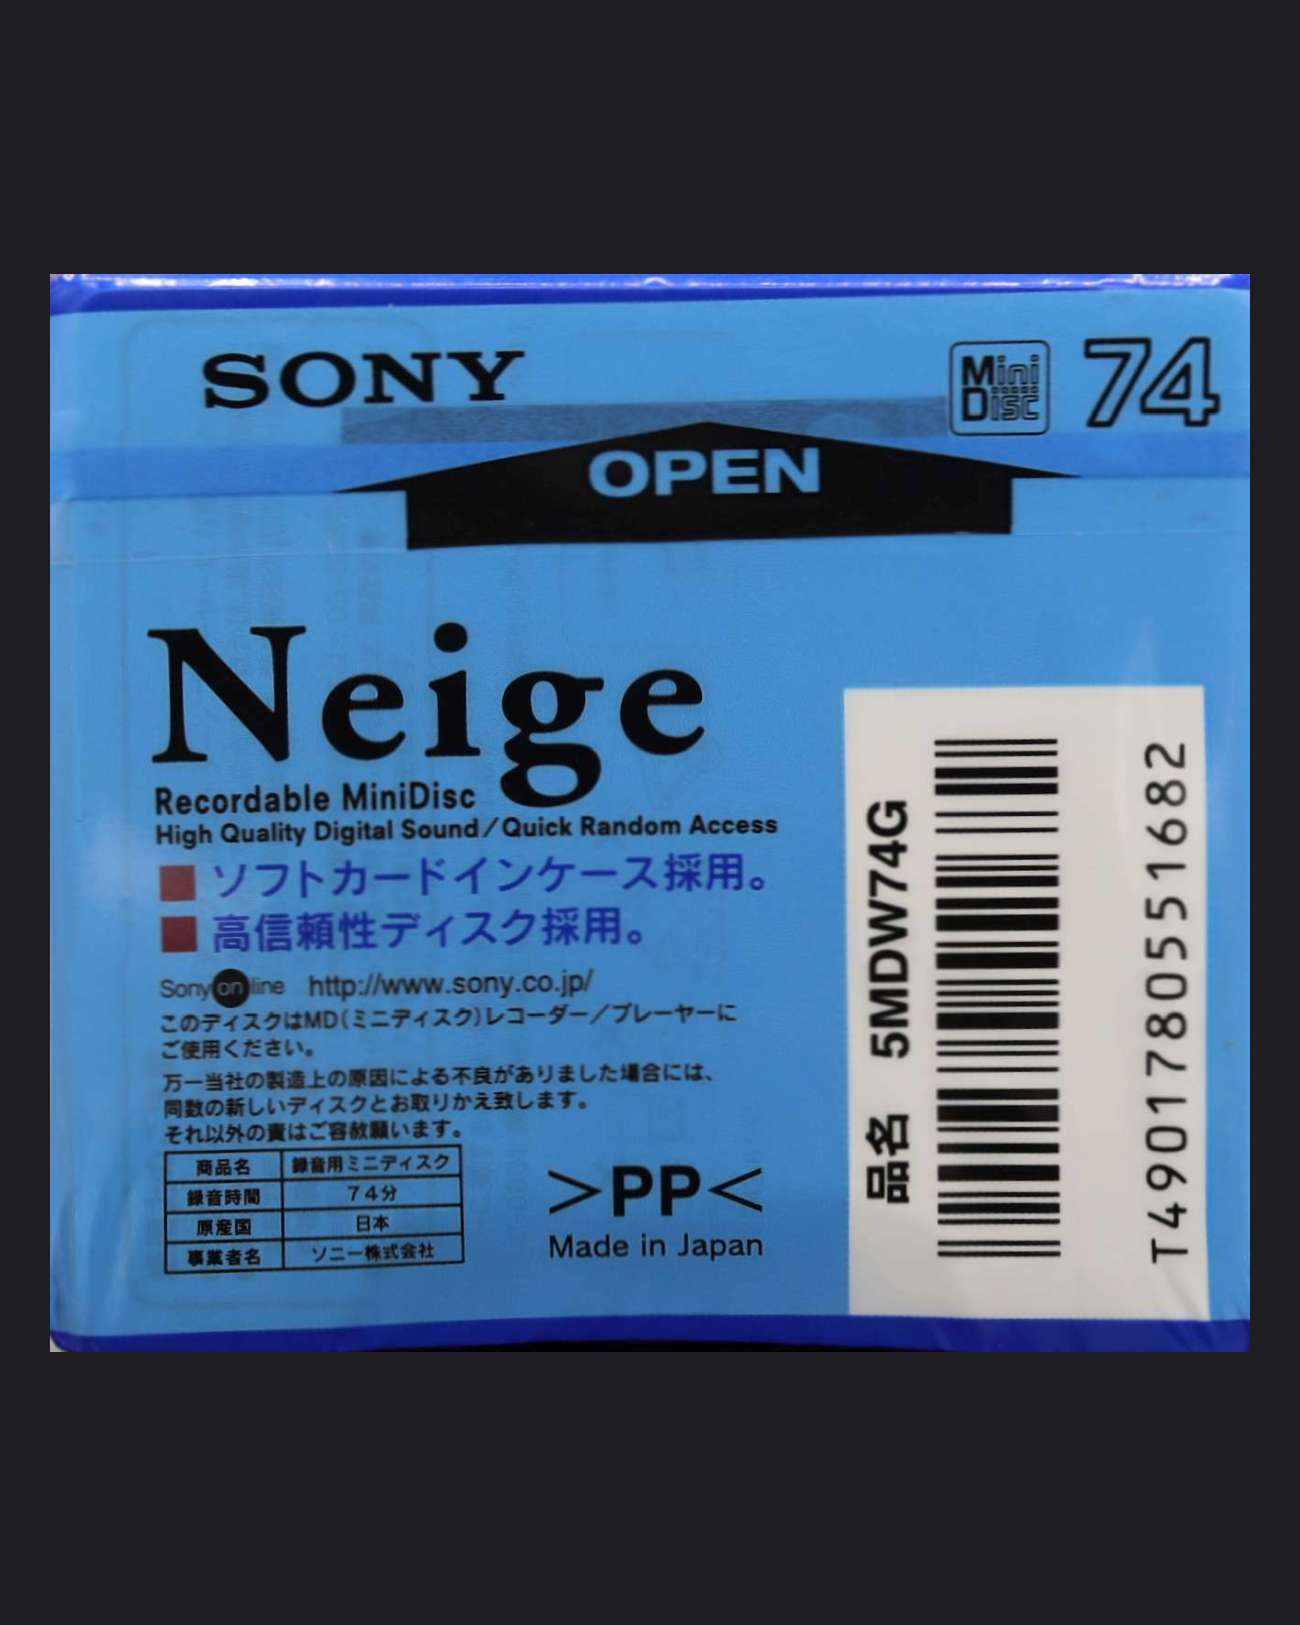 SONY
Mini Disc 74
OPEN
Neige
Recordable MiniDisc
High Quality Digital Sound/Quick Random Access
■ソフトカードインケース採用。
■高信頼性ディスク採用。
Sony on line http://www.sony.co.jp/
このディスクはMD(ミニディスク)レコーダー/プレーヤーに
ご使用ください。
万一当社の製造上の原因による不良がありました場合には、
同数の新しいディスクとお取りかえ致します。
それ以外の責はご容赦願います。
商品名 録音用ミニディスク
録音時間 74分
原産国 日本
事業者名 ソニー株式会社
>PP<
Made in Japan
品名 5MDW74G
T4901780551682